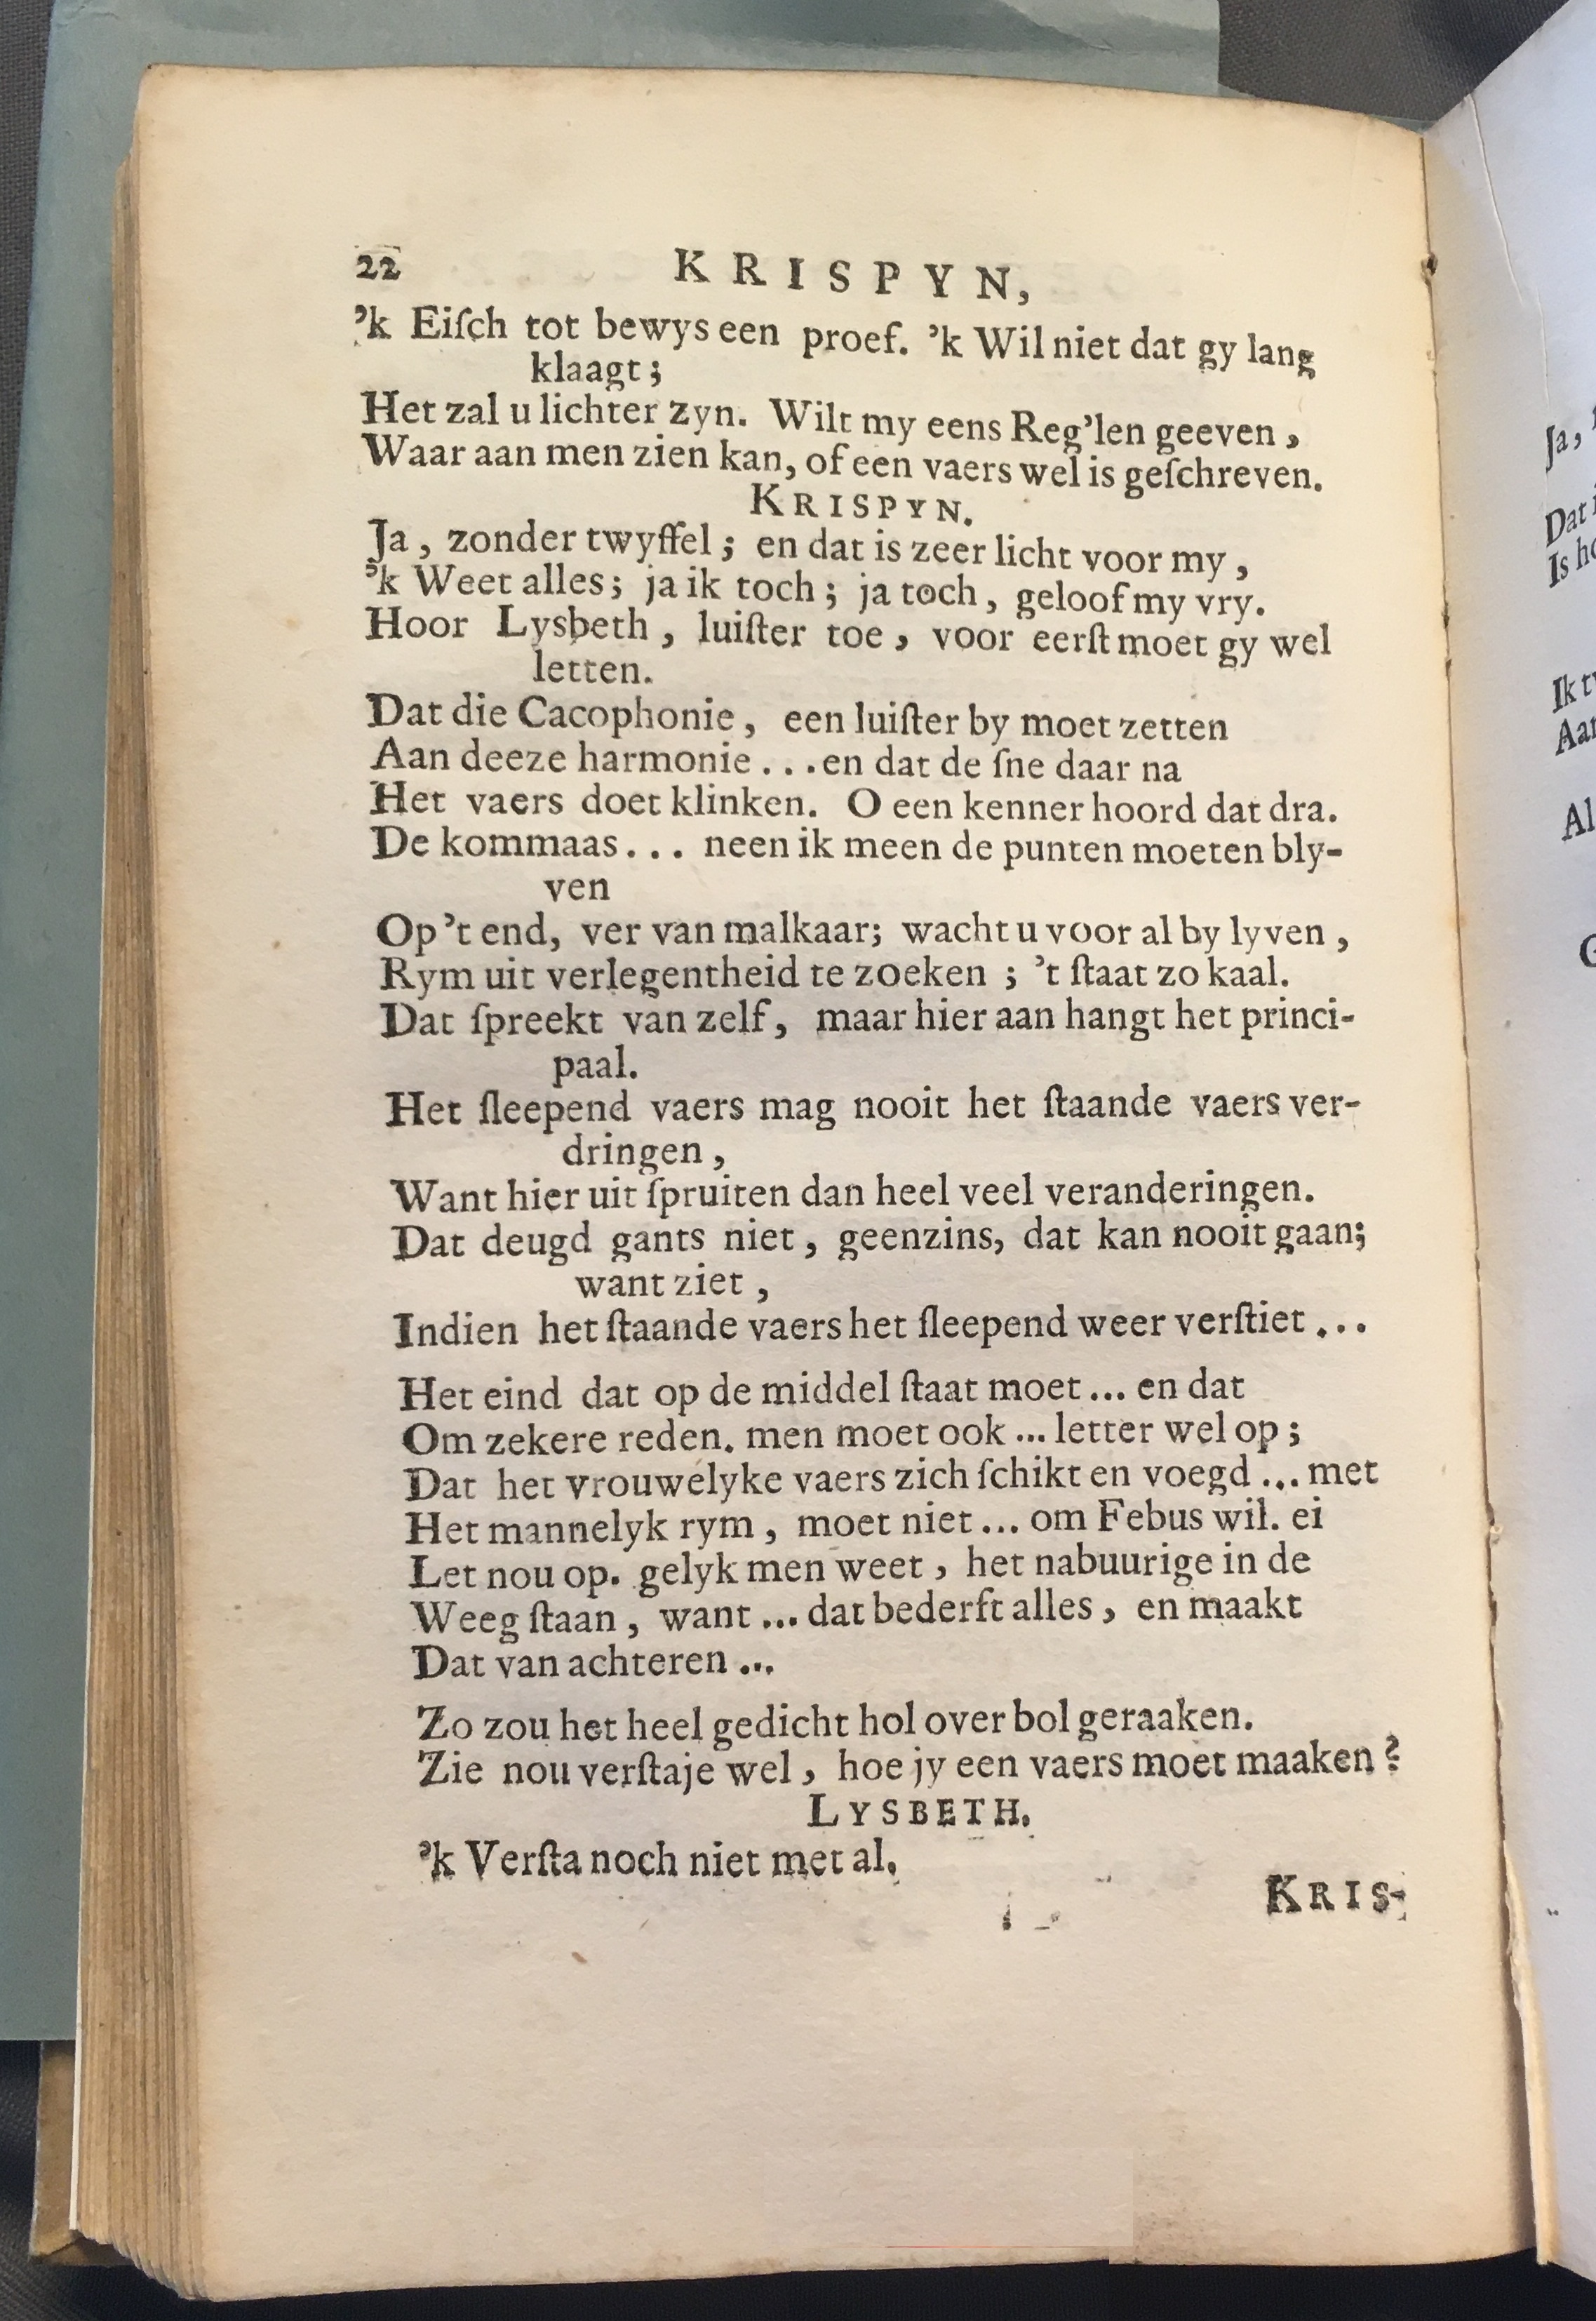 22 KRISPYN,
’k Eiſch tot bewys een proef. ’k Wil niet dat gy lang
klaagt;
Het zal u lichter zyn. Wilt my eens Reg’len geeven,
Waar aan men zien kan, of een vaers wel is geſchreven.
KRISPYN.
Ja, zonder twyffel; en dat is zeer licht voor my,
’k Weet alles; ja ik toch; ja toch, geloof my vry.
Hoor Lysbeth, luiſter toe, voor eerſt moet gy wel
letten.
Dat die Cacophonie, een luiſter by moet zetten
Aan deeze harmonie... en dat de ſne daar na
Het vaers doet klinken. O een kenner hoord dat dra.
De kommaas... neen ik meen de punten moeten bly-
ven
Op ’t end, ver van malkaar; wacht u voor al by lyven,
Rym uit verlegentheid te zoeken; ’t ſtaat zo kaal.
Dat ſpreekt van zelf, maar hier aan hangt het princi-
paal.
Het ſleepend vaers mag nooit het ſtaande vaers ver-
dringen,
Want hier uit ſpruiten dan heel veel veranderingen.
Dat deugd gants niet, geenzins, dat kan nooit gaan;
want ziet,
Indien het ſtaande vaers het ſleepend weer verſtiet...
Het eind dat op de middel ſtaat moet... en dat
Om zekere reden. men moet ook... letter wel op;
Dat het vrouwelyke vaers zich ſchikt en voegd... met
Het mannelyk rym, moet niet... om Febus wil. ei
Let nou op. gelyk men weet, het nabuurige in de
Weeg ſtaan, want... dat bederft alles, en maakt
Dat van achteren...
Zo zou het heel gedicht hol over bol geraaken.
Zie nou verſtaje wel, hoe jy een vaers moet maaken?
LYSBETH.
’k Verſta noch niet met al.
KRIS-
Ja,
Dat
Is
Ik
Al